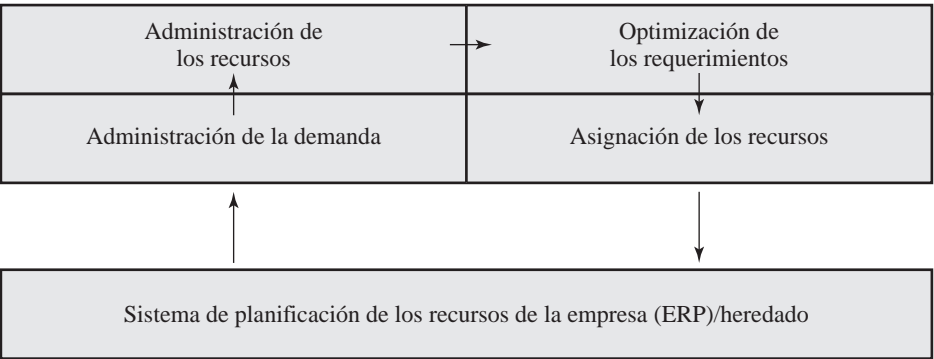 Administración de
los recursos
Optimización de
los requerimientos
Administración de la demanda
Asignación de los recursos
Sistema de planificación de los recursos de la empresa (ERP)/heredado